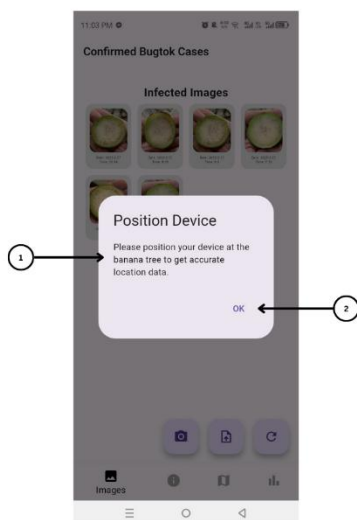 11:03 PM
Confirmed Bugtok Cases
Infected Images
Position Device
Please position your device at the
banana tree to get accurate
location data.
OK
1
2
Images